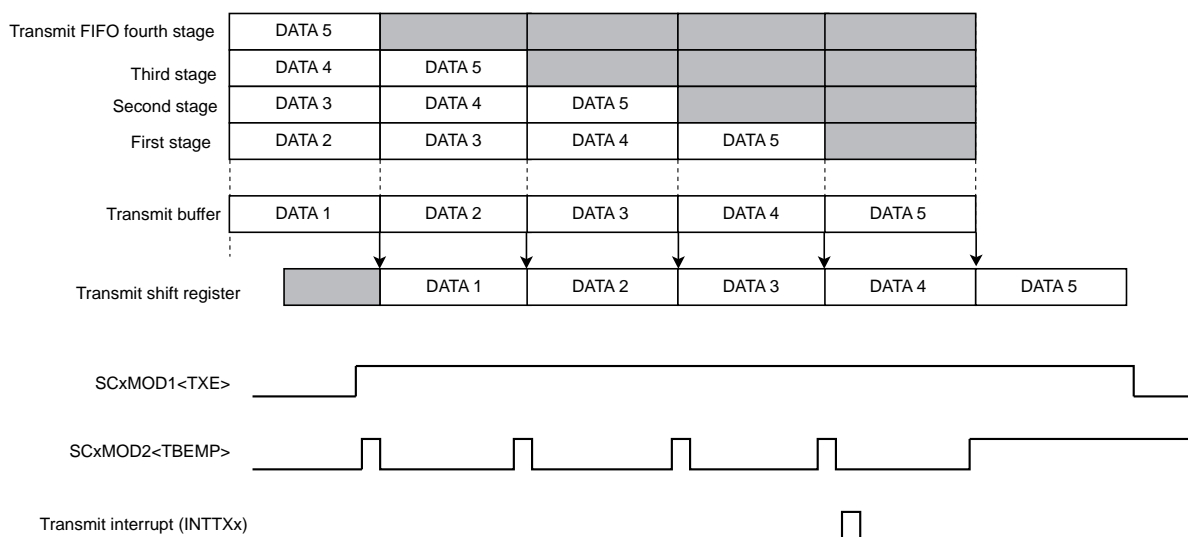 Transmit FIFO fourth stage DATA 5
Third stage DATA 4 DATA 5
Second stage DATA 3 DATA 4 DATA 5
First stage DATA 2 DATA 3 DATA 4 DATA 5
Transmit buffer DATA 1 DATA 2 DATA 3 DATA 4 DATA 5
Transmit shift register DATA 1 DATA 2 DATA 3 DATA 4 DATA 5
SCxMOD1<TXE>
SCxMOD2<TBEMP>
Transmit interrupt (INTTXx)